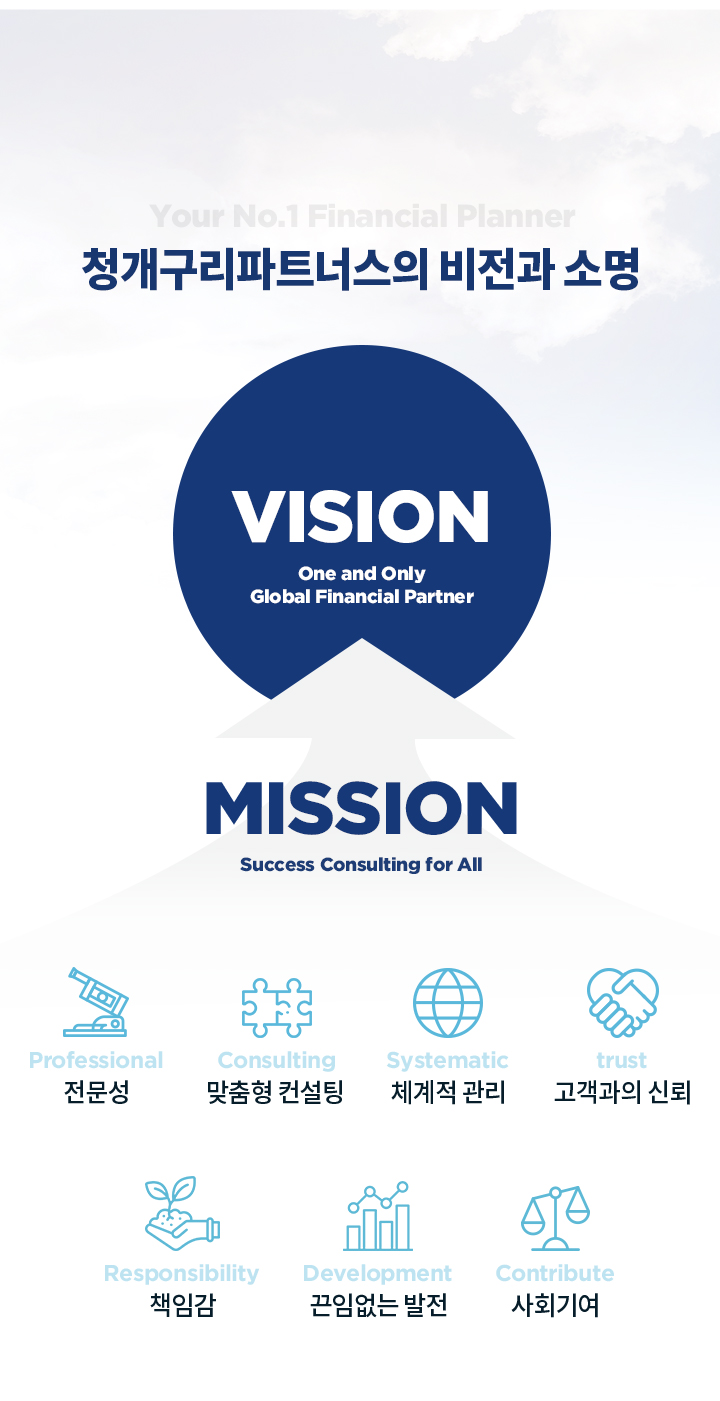 Your No.1 Financial Planner
청개구리파트너스의 비전과 소명
VISION
One and Only
Global Financial Partner
MISSION
Success Consulting for All
Professional
전문성
Consulting
맞춤형 컨설팅
Systematic
체계적 관리
trust
고객과의 신뢰
Responsibility
책임감
Development
끈임없는 발전
Contribute
사회기여